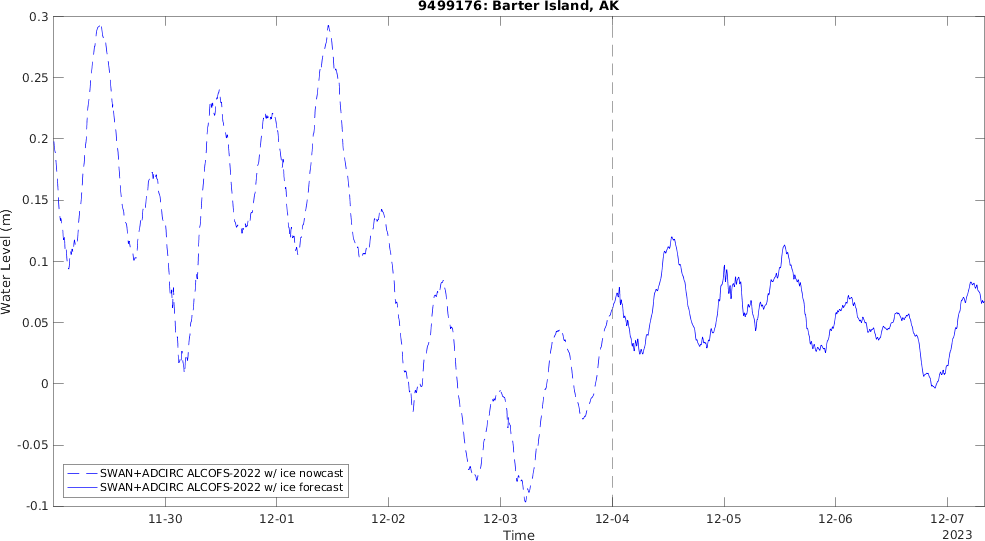 9499176: Barter Island, AK
0.3
0.25
0.2
0.15
0.1
0.05
0
-0.05
-0.1
Water Level (m)
SWAN+ADCIRC ALCOFS-2022 w/ ice nowcast
SWAN+ADCIRC ALCOFS-2022 w/ ice forecast
11-30 12-01 12-02 12-03 12-04 12-05 12-06 12-07
Time 2023